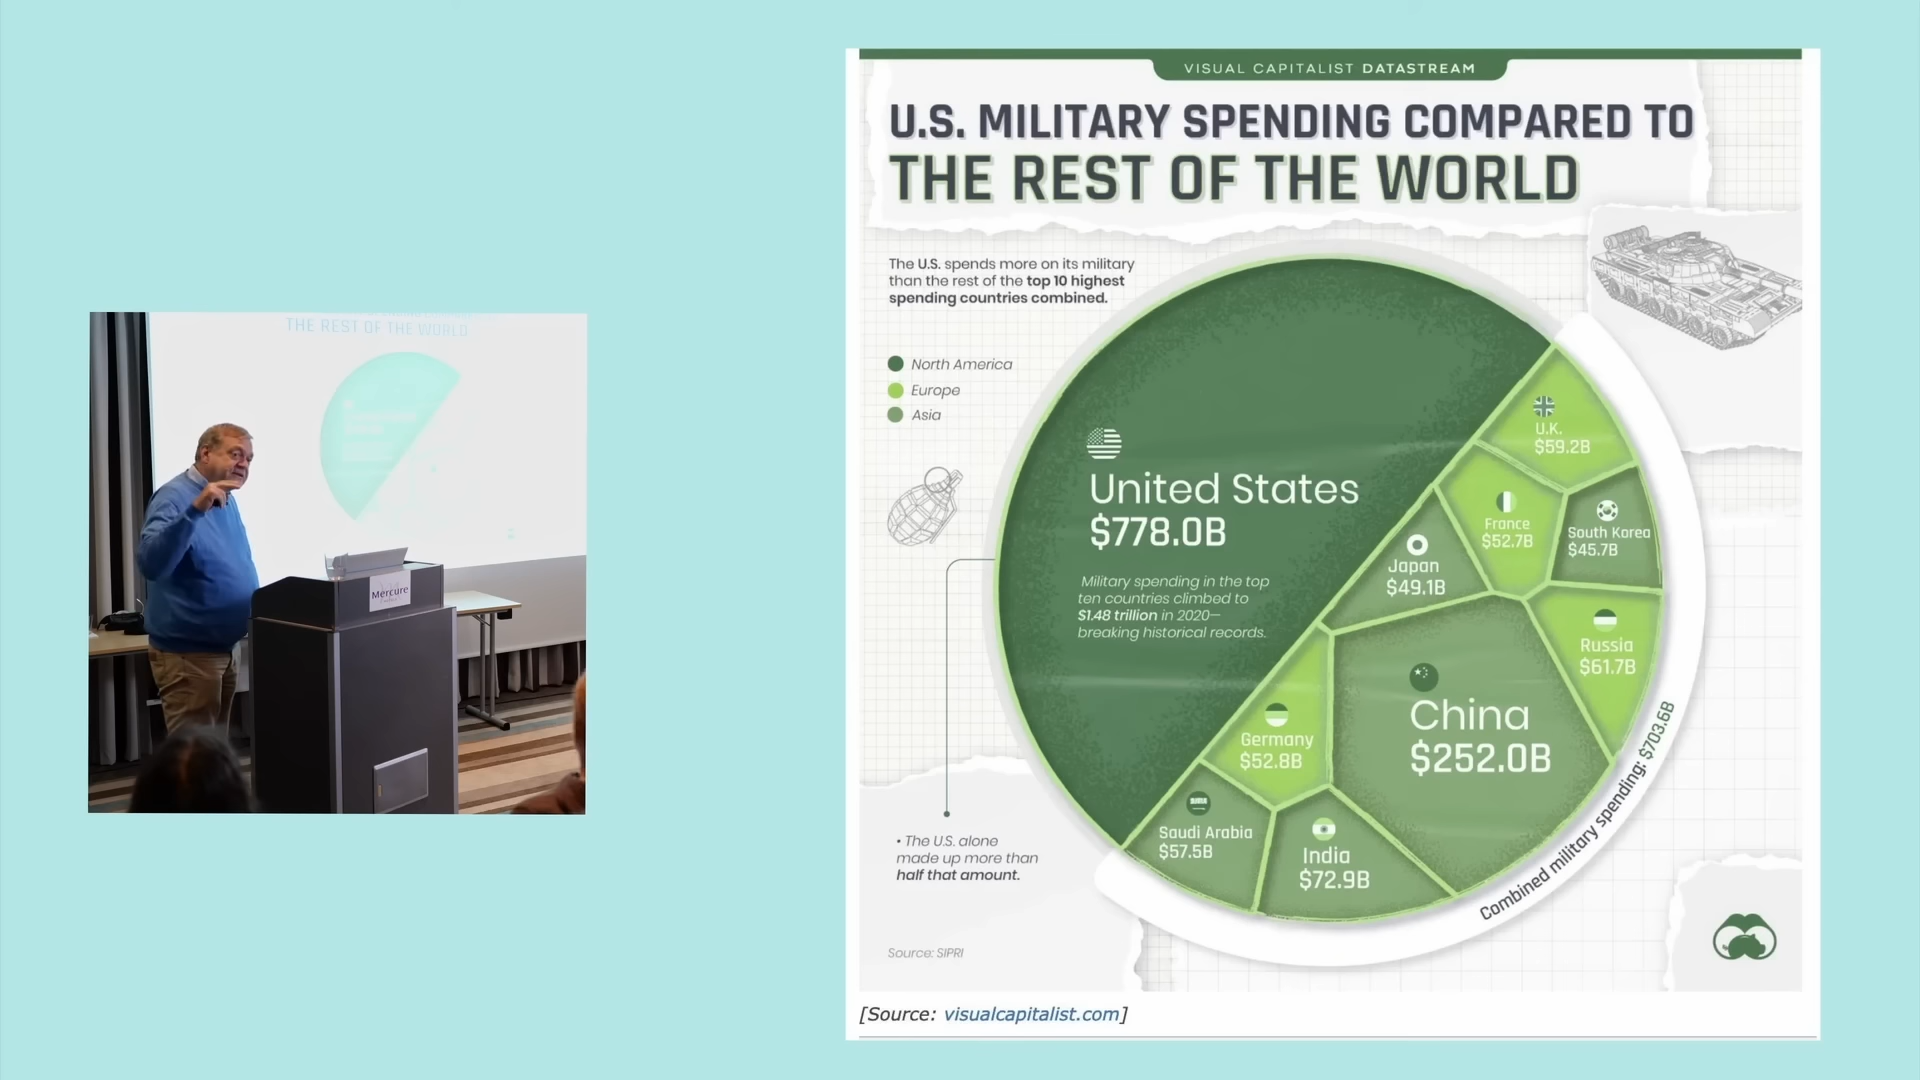 THE REST OF THE WORLD
Mercure
VISUAL CAPITALIST DATASTREAM
U.S. MILITARY SPENDING COMPARED TO
THE REST OF THE WORLD
The U.S. spends more on its military
than the rest of the top 10 highest
spending countries combined.
North America
Europe
Asia
United States
$778.0B
Military spending in the top
ten countries climbed to
$1.48 trillion in 2020—
breaking historical records.
U.K.
$59.2B
France
$52.7B
South Korea
$45.7B
Japan
$49.1B
Russia
$61.7B
China
$252.0B
Germany
$52.8B
Saudi Arabia
$57.5B
India
$72.9B
Combined military spending: $703.6B
• The U.S. alone
made up more than
half that amount.
Source: SIPRI
[Source: visualcapitalist.com]